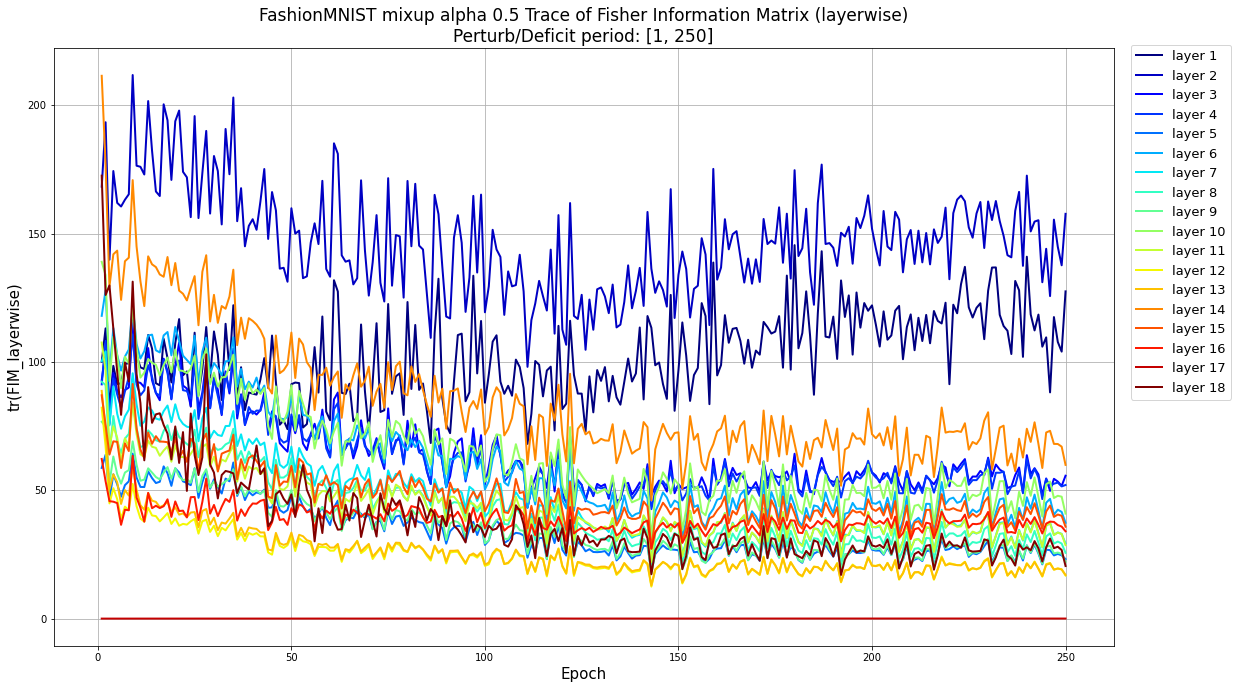 FashionMNIST mixup alpha 0.5 Trace of Fisher Information Matrix (layerwise)
Perturb/Deficit period: [1, 250]
tr(FIM_layerwise)
200
150
100
50
0
0
50
100
150
200
250
Epoch
layer 1
layer 2
layer 3
layer 4
layer 5
layer 6
layer 7
layer 8
layer 9
layer 10
layer 11
layer 12
layer 13
layer 14
layer 15
layer 16
layer 17
layer 18